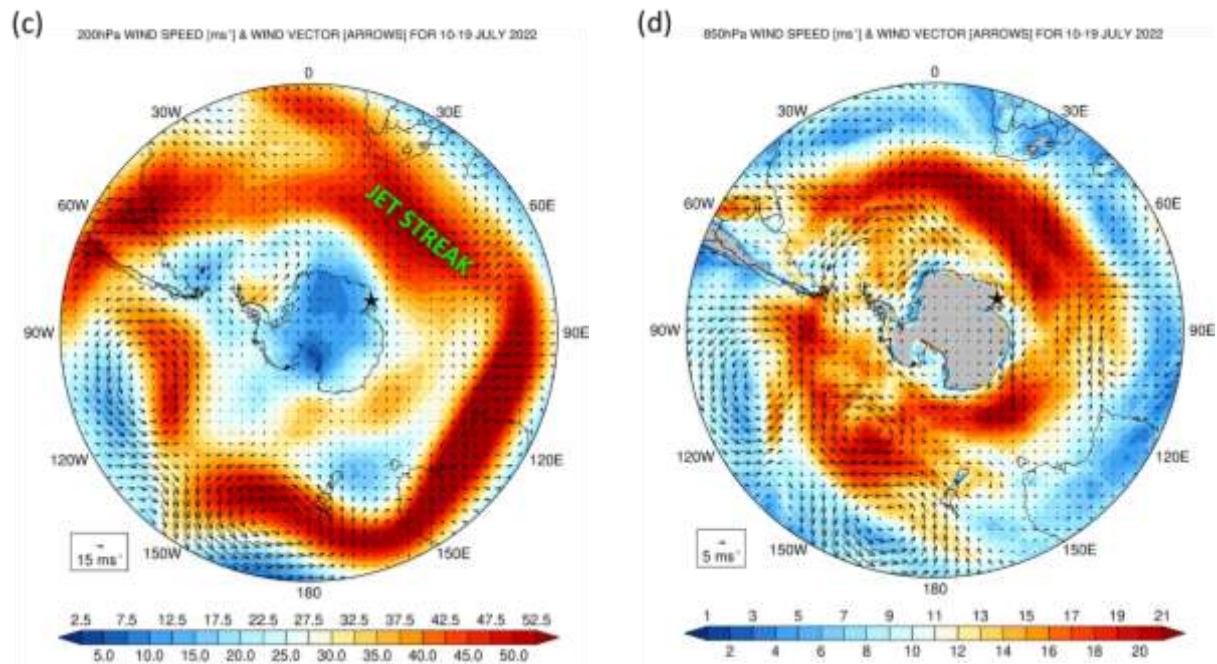 (c)
200hPa WIND SPEED [ms⁻¹] & WIND VECTOR [ARROWS] FOR 10-19 JULY 2022
0
30W
30E
60W
60E
JET STREAK
90W
90E
120W
120E
150W
150E
180
15 ms⁻¹
2.5 7.5 12.5 17.5 22.5 27.5 32.5 37.5 42.5 47.5 52.5
5.0 10.0 15.0 20.0 25.0 30.0 35.0 40.0 45.0 50.0
(d)
850hPa WIND SPEED [ms⁻¹] & WIND VECTOR [ARROWS] FOR 10-19 JULY 2022
0
30W
30E
60W
60E
90W
90E
120W
120E
150W
150E
180
5 ms⁻¹
1 3 5 7 9 11 13 15 17 19 21
2 4 6 8 10 12 14 16 18 20